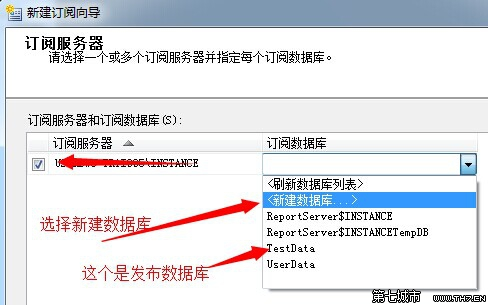 新建订阅向导
订阅服务器
请选择一个或多个订阅服务器并指定每个订阅数据库。
订阅服务器和订阅数据库(S):
订阅服务器 订阅数据库
<刷新数据库列表>
<新建数据库...>
ReportServer$INSTANCE
ReportServer$INSTANCETempDB
TestData
UserData
选择新建数据库
这个是发布数据库
第七城市 WWW.TH7.CN